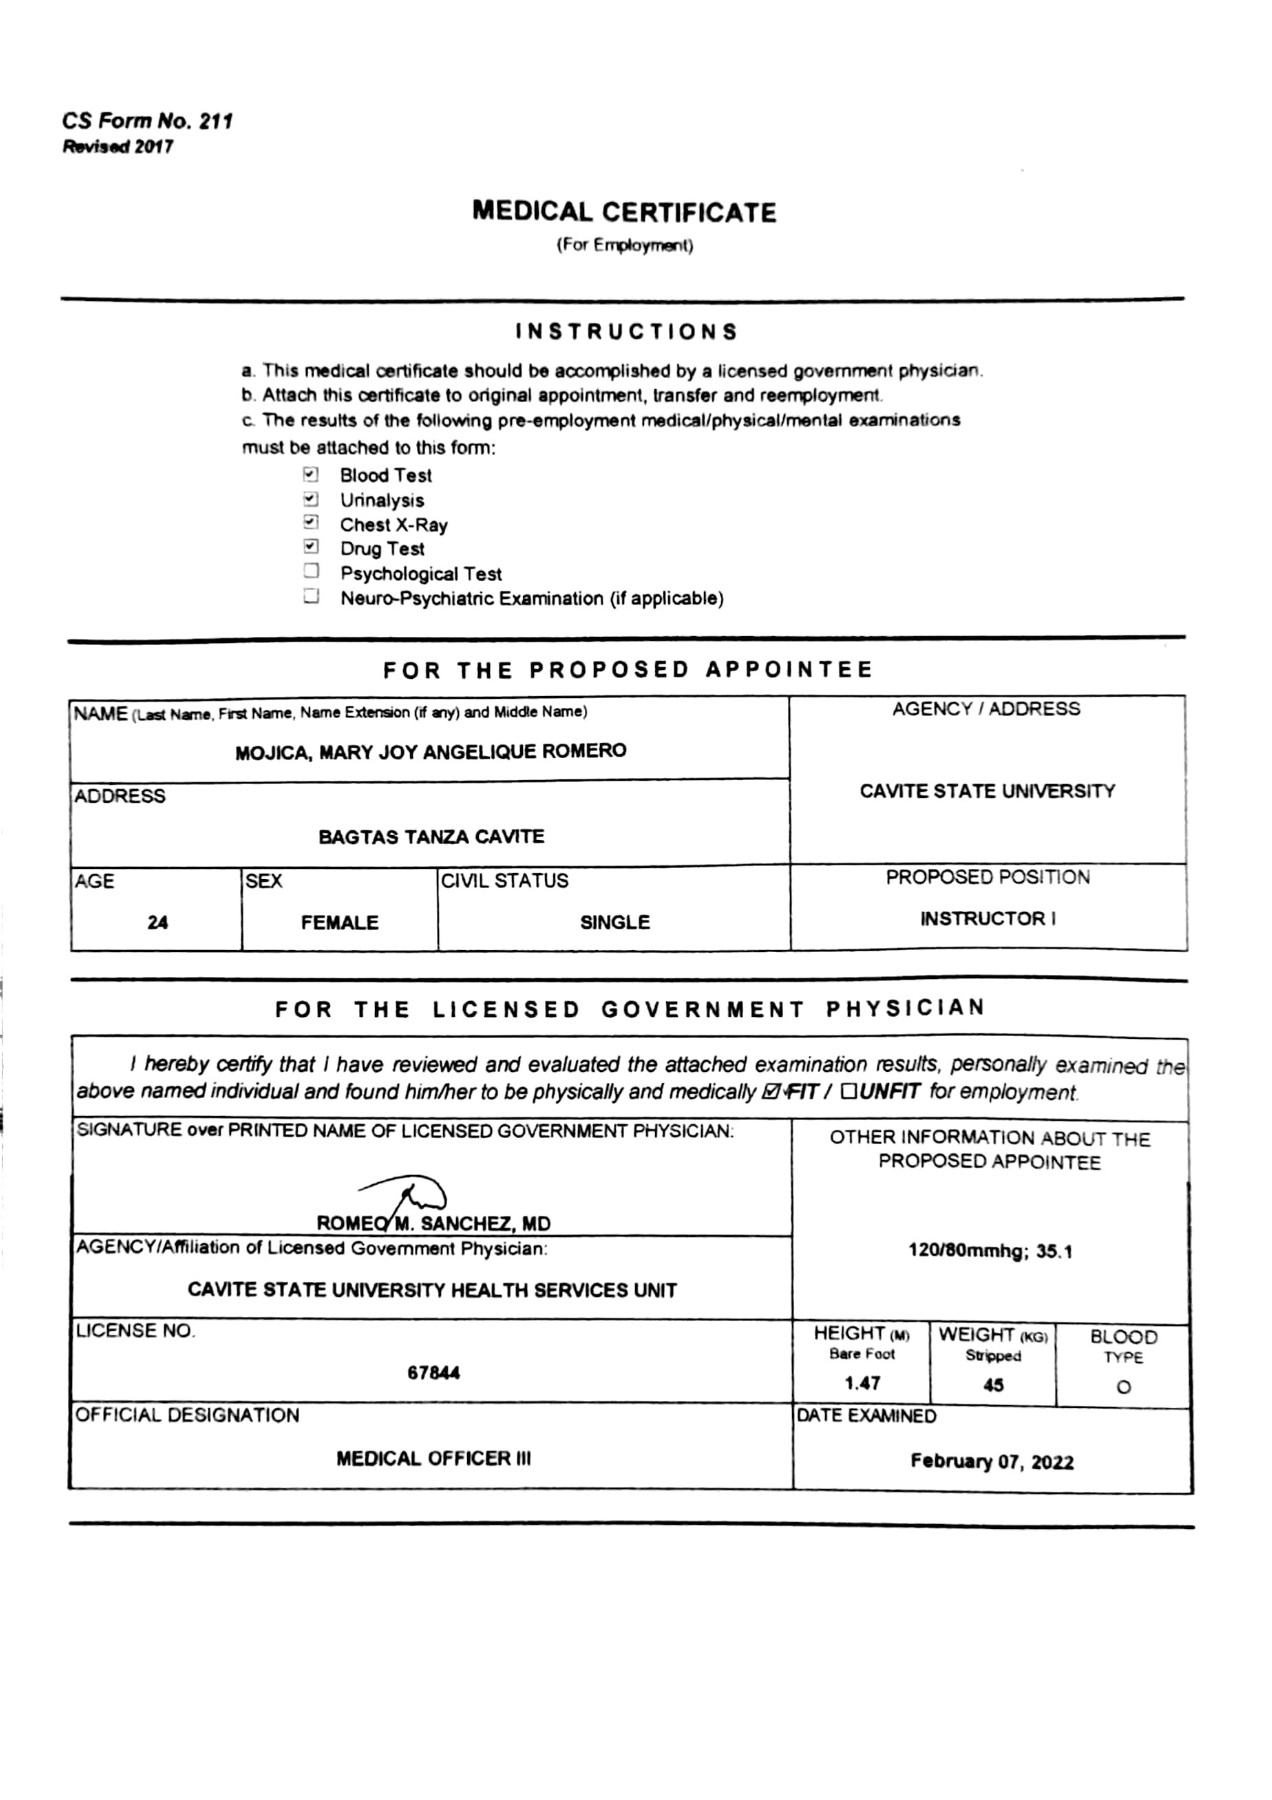 CS Form No. 211
Revised 2017
MEDICAL CERTIFICATE
(For Employment)
INSTRUCTIONS
a. This medical certificate should be accomplished by a licensed government physician.
b. Attach this certificate to original appointment, transfer and reemployment.
c. The results of the following pre-employment medical/physical/mental examinations
must be attached to this form:
☑ Blood Test
☑ Urinalysis
☑ Chest X-Ray
☑ Drug Test
☐ Psychological Test
☐ Neuro-Psychiatric Examination (if applicable)
FOR THE PROPOSED APPOINTEE
NAME (Last Name, First Name, Name Extension (if any) and Middle Name)
MOJICA, MARY JOY ANGELIQUE ROMERO
AGENCY / ADDRESS
CAVITE STATE UNIVERSITY
ADDRESS
BAGTAS TANZA CAVITE
AGE
24
SEX
FEMALE
CIVIL STATUS
SINGLE
PROPOSED POSITION
INSTRUCTOR I
FOR THE LICENSED GOVERNMENT PHYSICIAN
I hereby certify that I have reviewed and evaluated the attached examination results, personally examined the
above named individual and found him/her to be physically and medically ☑ FIT / ☐ UNFIT for employment.
SIGNATURE over PRINTED NAME OF LICENSED GOVERNMENT PHYSICIAN:
ROMEO M. SANCHEZ, MD
OTHER INFORMATION ABOUT THE
PROPOSED APPOINTEE
120/80mmhg; 35.1
AGENCY/Affiliation of Licensed Government Physician:
CAVITE STATE UNIVERSITY HEALTH SERVICES UNIT
LICENSE NO.
67844
HEIGHT (M)
Bare Foot
1.47
WEIGHT (KG)
Stripped
45
BLOOD
TYPE
O
OFFICIAL DESIGNATION
MEDICAL OFFICER III
DATE EXAMINED
February 07, 2022